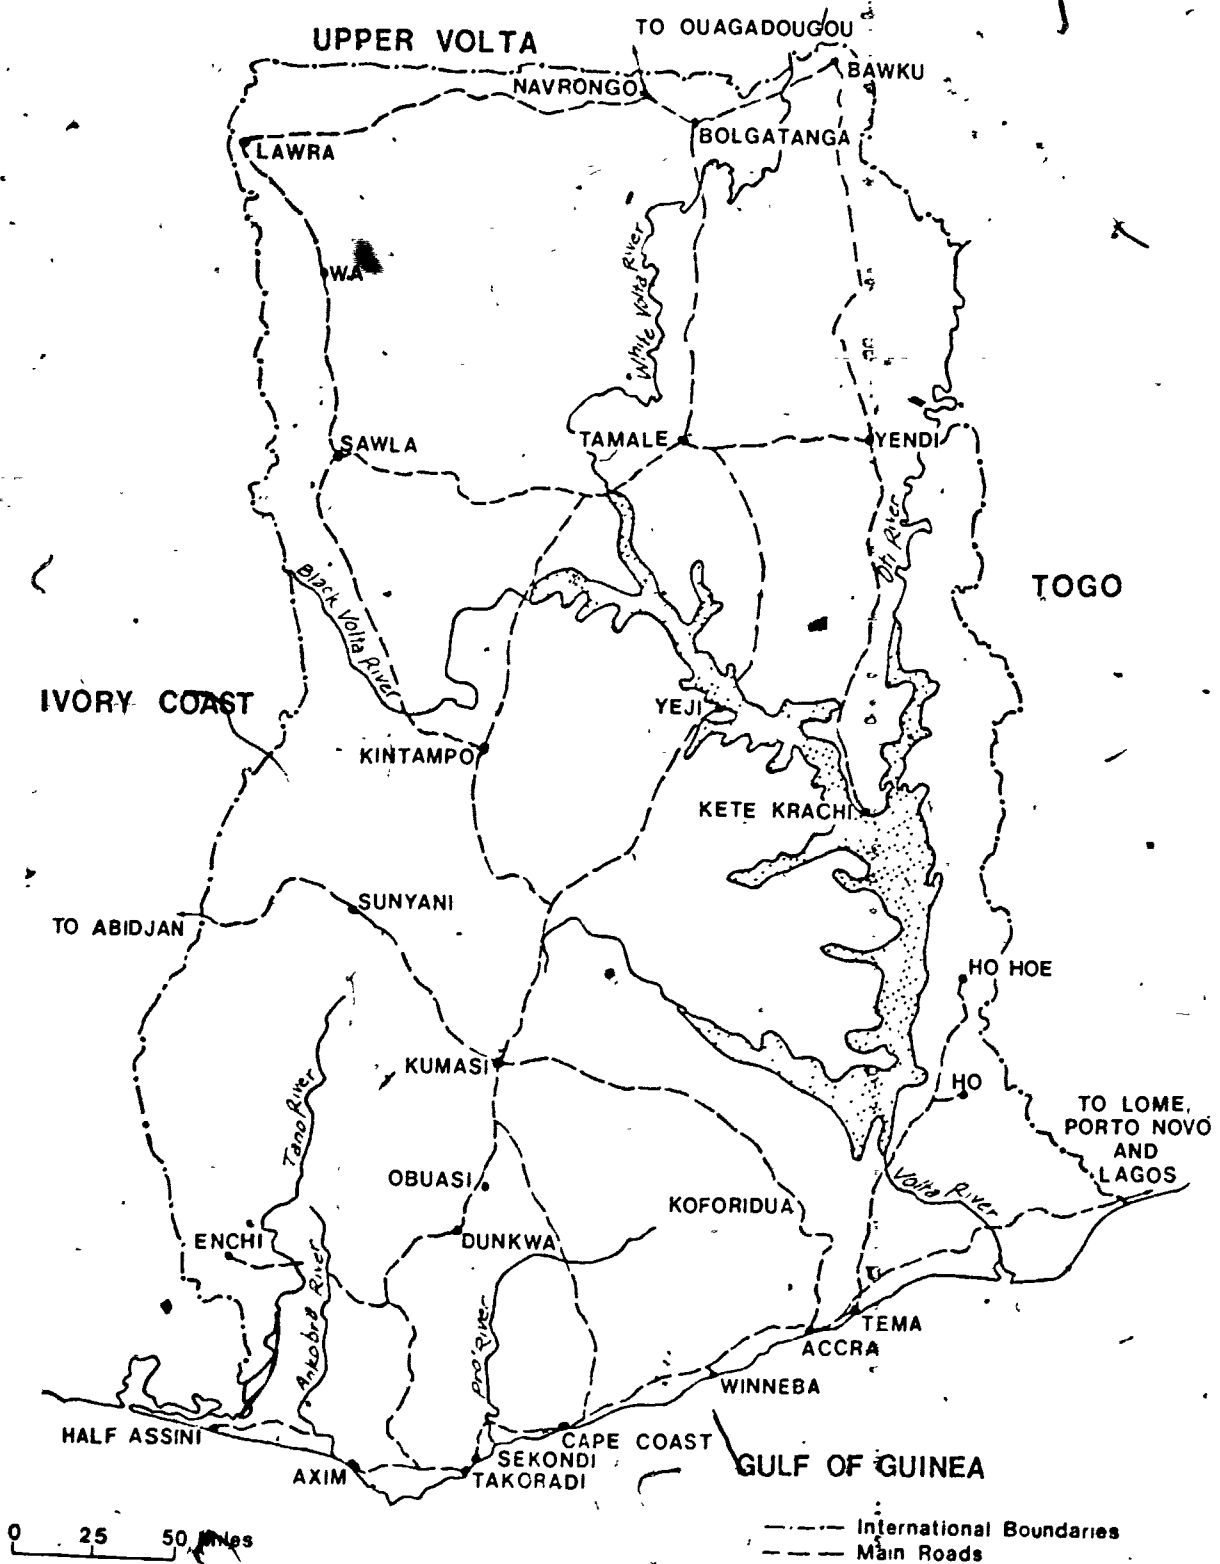 TO OUAGADOUGOU
UPPER VOLTA
BAWKU
NAVRONGO
BOLGATANGA
LAWRA
White Volta River
WA
TAMALE
YENDI
SAWLA
Oti River
Black Volta River
TOGO
IVORY COAST
YEJI
KINTAMPO
KETE KRACHI
SUNYANI
TO ABIDJAN
HO HOE
KUMASI
HO
Tano River
TO LOME,
PORTO NOVO
AND
LAGOS
OBUASI
Volta River
KOFORIDUA
ENCHI
DUNKWA
Ankobra River
Pra River
TEMA
ACCRA
WINNEBA
HALF ASSINI
CAPE COAST
SEKONDI
AXIM
TAKORADI
GULF OF GUINEA
0 25 50 Miles
International Boundaries
Main Roads